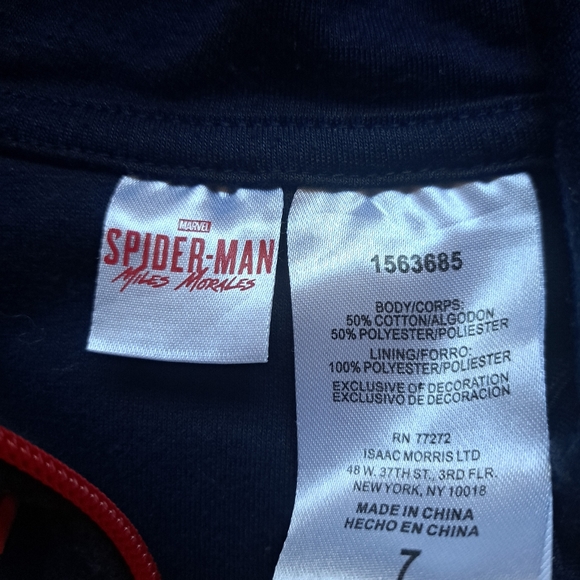 MARVEL
SPIDER-MAN
MILES MORALES
1563685
BODY/CORPS:
50% COTTON/ALGODON
50% POLYESTER/POLIESTER
LINING/FORRO:
100% POLYESTER/POLIESTER
EXCLUSIVE OF DECORATION
EXCLUSIVO DE DECORACION
RN 77272
ISAAC MORRIS LTD
48 W. 37TH ST., 3RD FLR.
NEW YORK, NY 10018
MADE IN CHINA
HECHO EN CHINA
7